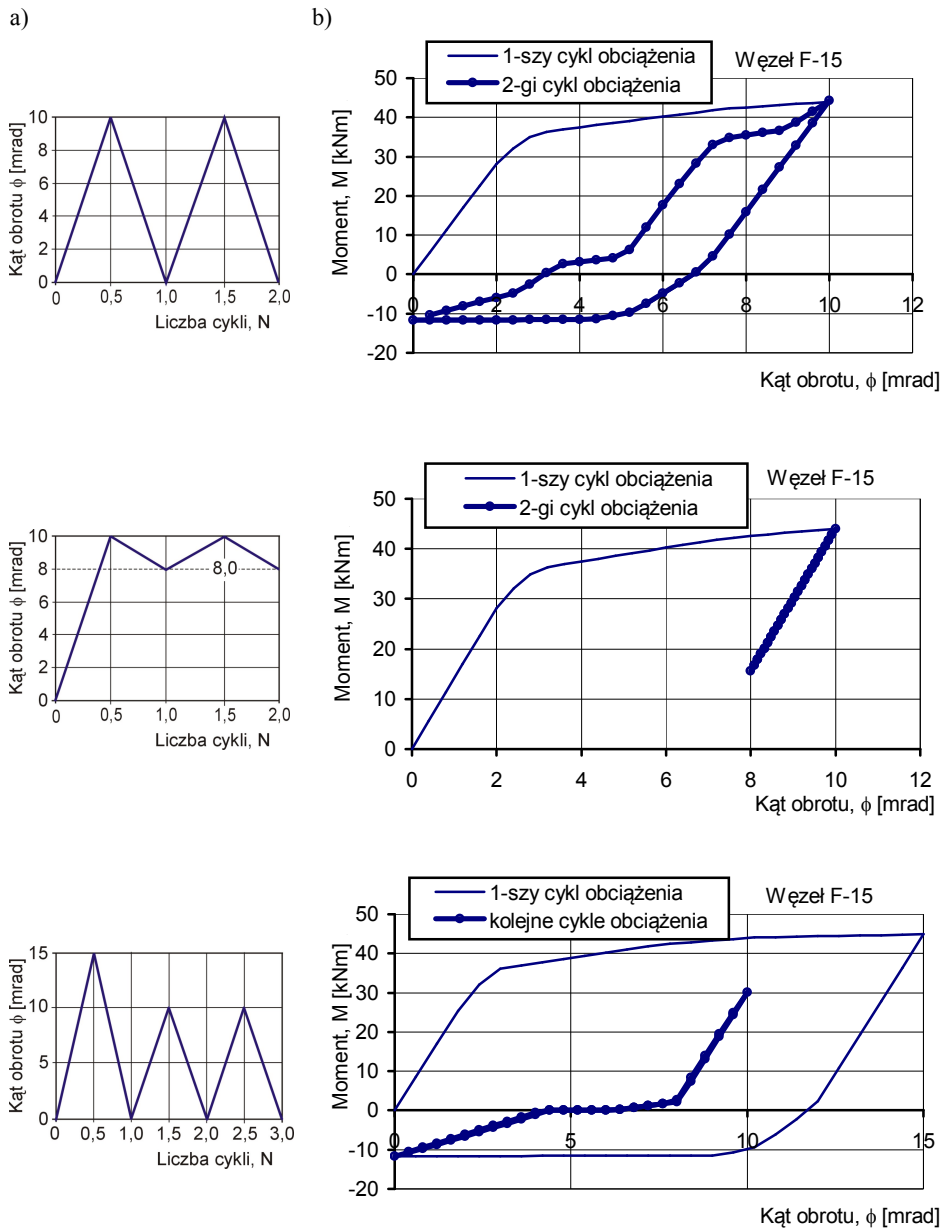 a)
b)
Kąt obrotu ϕ [mrad]
10
8
6
4
2
0
0 0,5 1,0 1,5 2,0
Liczba cykli, N
1-szy cykl obciążenia
2-gi cykl obciążenia
Węzeł F-15
Moment, M [kNm]
50
40
30
20
10
0
-10
-20
0 2 4 6 8 10 12
Kąt obrotu, ϕ [mrad]
Kąt obrotu ϕ [mrad]
10
8
6
4
2
0
8,0
0 0,5 1,0 1,5 2,0
Liczba cykli, N
1-szy cykl obciążenia
2-gi cykl obciążenia
Węzeł F-15
Moment, M [kNm]
50
40
30
20
10
0
0 2 4 6 8 10 12
Kąt obrotu, ϕ [mrad]
Kąt obrotu ϕ [mrad]
15
10
5
0
0 0,5 1,0 1,5 2,0 2,5 3,0
Liczba cykli, N
1-szy cykl obciążenia
kolejne cykle obciążenia
Węzeł F-15
Moment, M [kNm]
50
40
30
20
10
0
-10
-20
0 5 10 15
Kąt obrotu, ϕ [mrad]